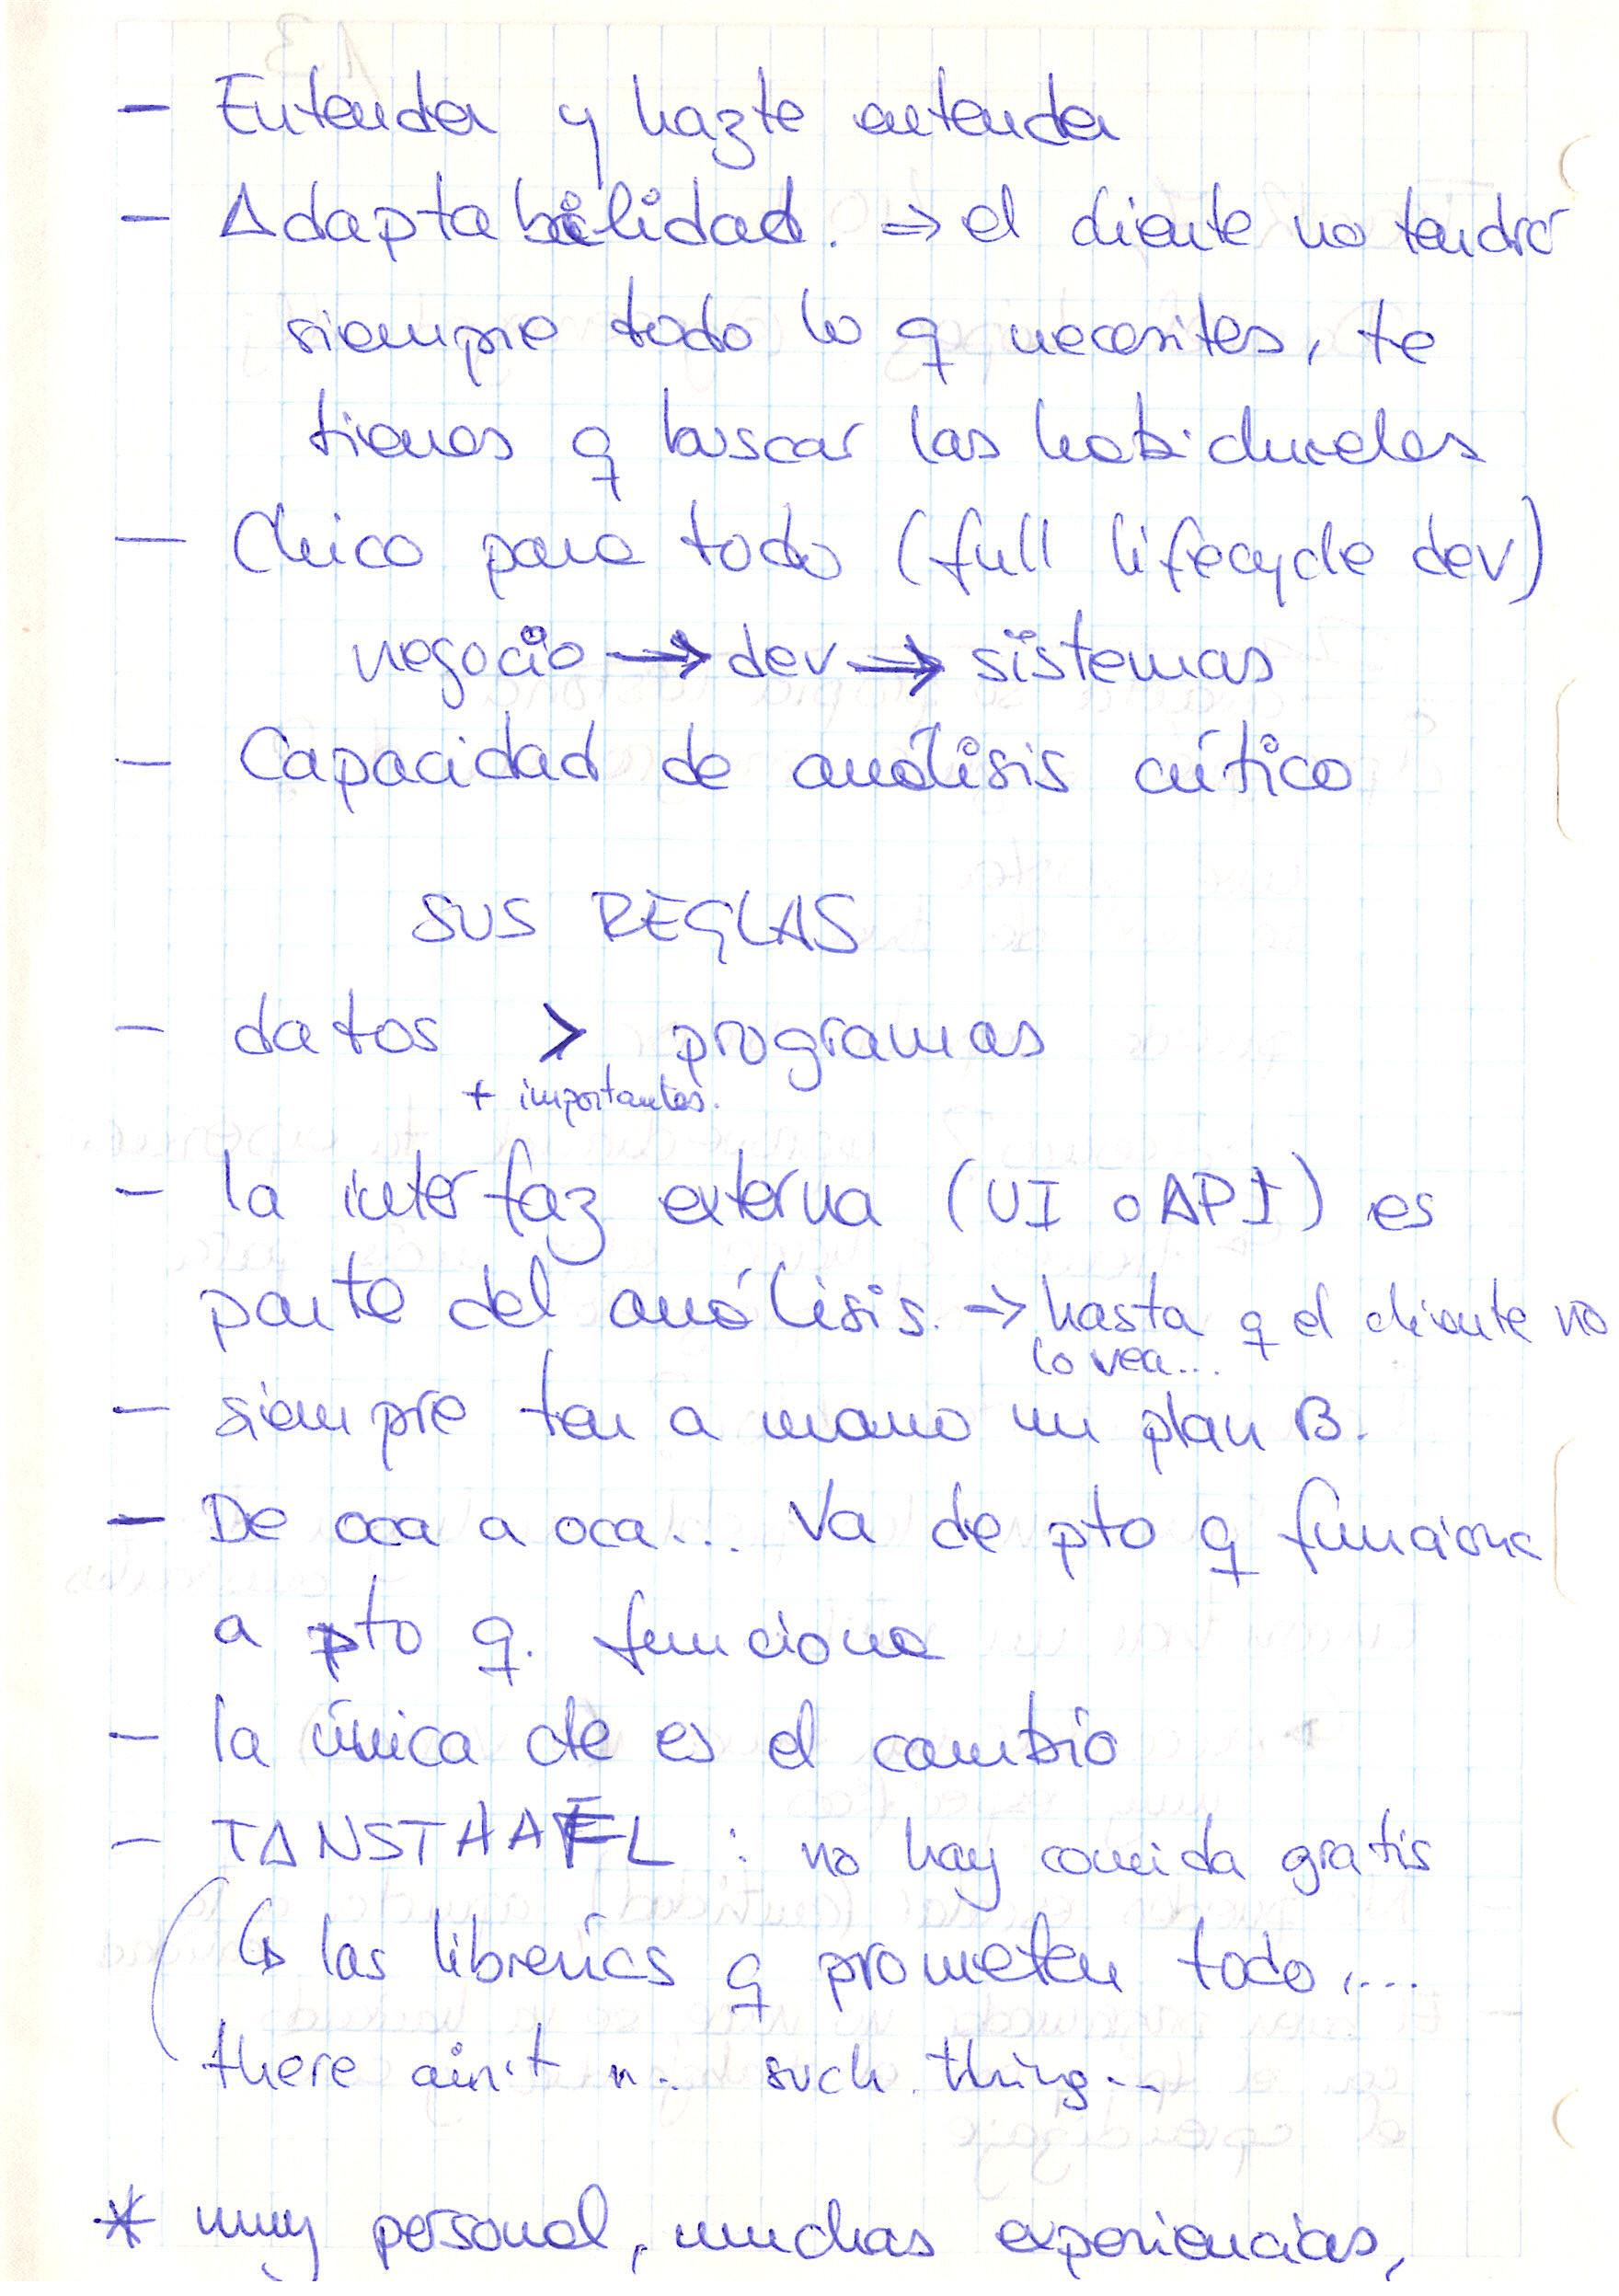 - Entender y hazte entender
- Adaptabilidad. ⇒ el cliente no tendrá
siempre todo lo q necesites, te
tienes q buscar las habichuelas
- Chico para todo (full lifecycle dev)
negocio → dev → sistemas
- Capacidad de análisis crítico
SUS REGLAS
- datos > programas
+ importantes.
- la interfaz externa (UI o API) es
parte del análisis. → hasta q el cliente no
lo vea...
- siempre ten a mano un plan B.
- De oca a oca... Va de pto q funciona
a pto q. funciona
- la única cte es el cambio
- TANSTHAFL : no hay comida gratis
↳ las librerías q prometen todo,...
there ain't n. such thing..
* muy personal, muchas experiencias,